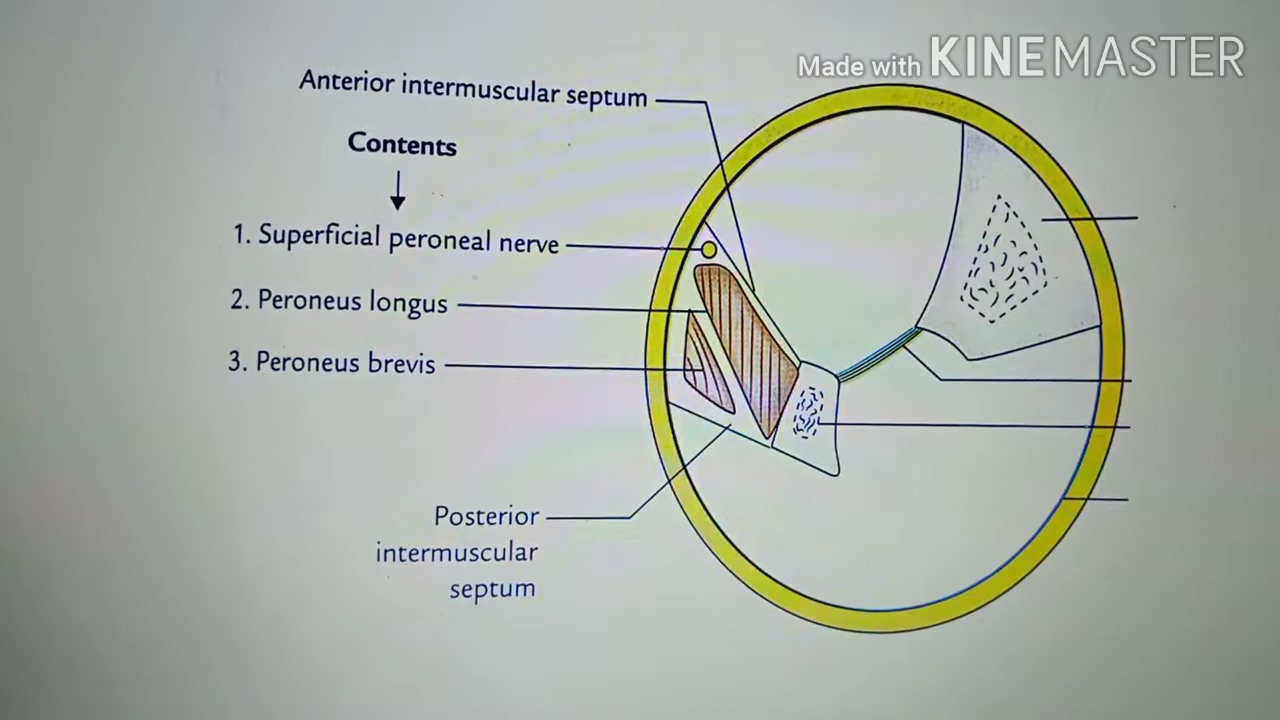 Made with KINEMASTER
Anterior intermuscular septum
Contents
1. Superficial peroneal nerve
2. Peroneus longus
3. Peroneus brevis
Posterior
intermuscular
septum